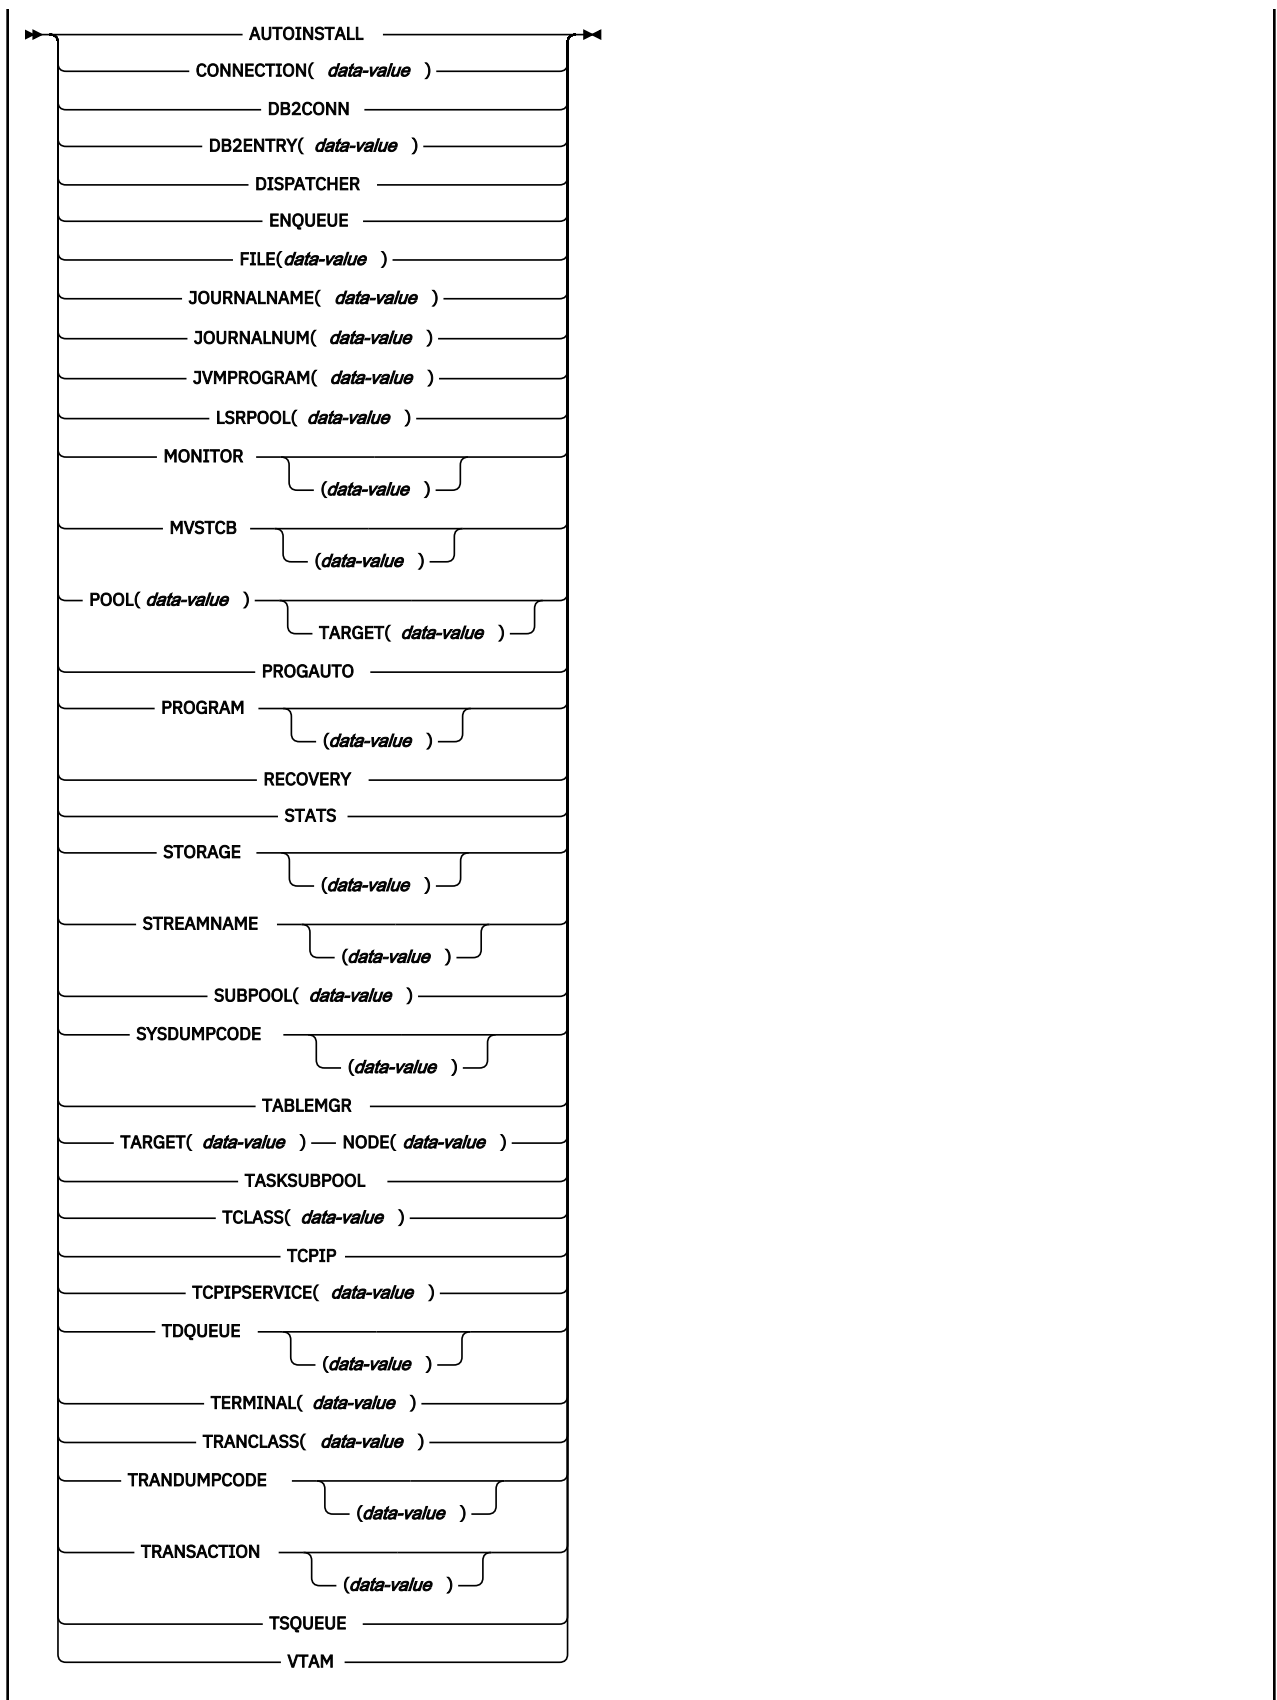 AUTOINSTALL
CONNECTION( data-value )
DB2CONN
DB2ENTRY( data-value )
DISPATCHER
ENQUEUE
FILE(data-value )
JOURNALNAME( data-value )
JOURNALNUM( data-value )
JVMPROGRAM( data-value )
LSRPOOL( data-value )
MONITOR
(data-value )
MVSTCB
(data-value )
POOL( data-value )
TARGET( data-value )
PROGAUTO
PROGRAM
(data-value )
RECOVERY
STATS
STORAGE
(data-value )
STREAMNAME
(data-value )
SUBPOOL( data-value )
SYSDUMPCODE
(data-value )
TABLEMGR
TARGET( data-value ) NODE( data-value )
TASKSUBPOOL
TCLASS( data-value )
TCPIP
TCPIPSERVICE( data-value )
TDQUEUE
(data-value )
TERMINAL( data-value )
TRANCLASS( data-value )
TRANDUMPCODE
(data-value )
TRANSACTION
(data-value )
TSQUEUE
VTAM